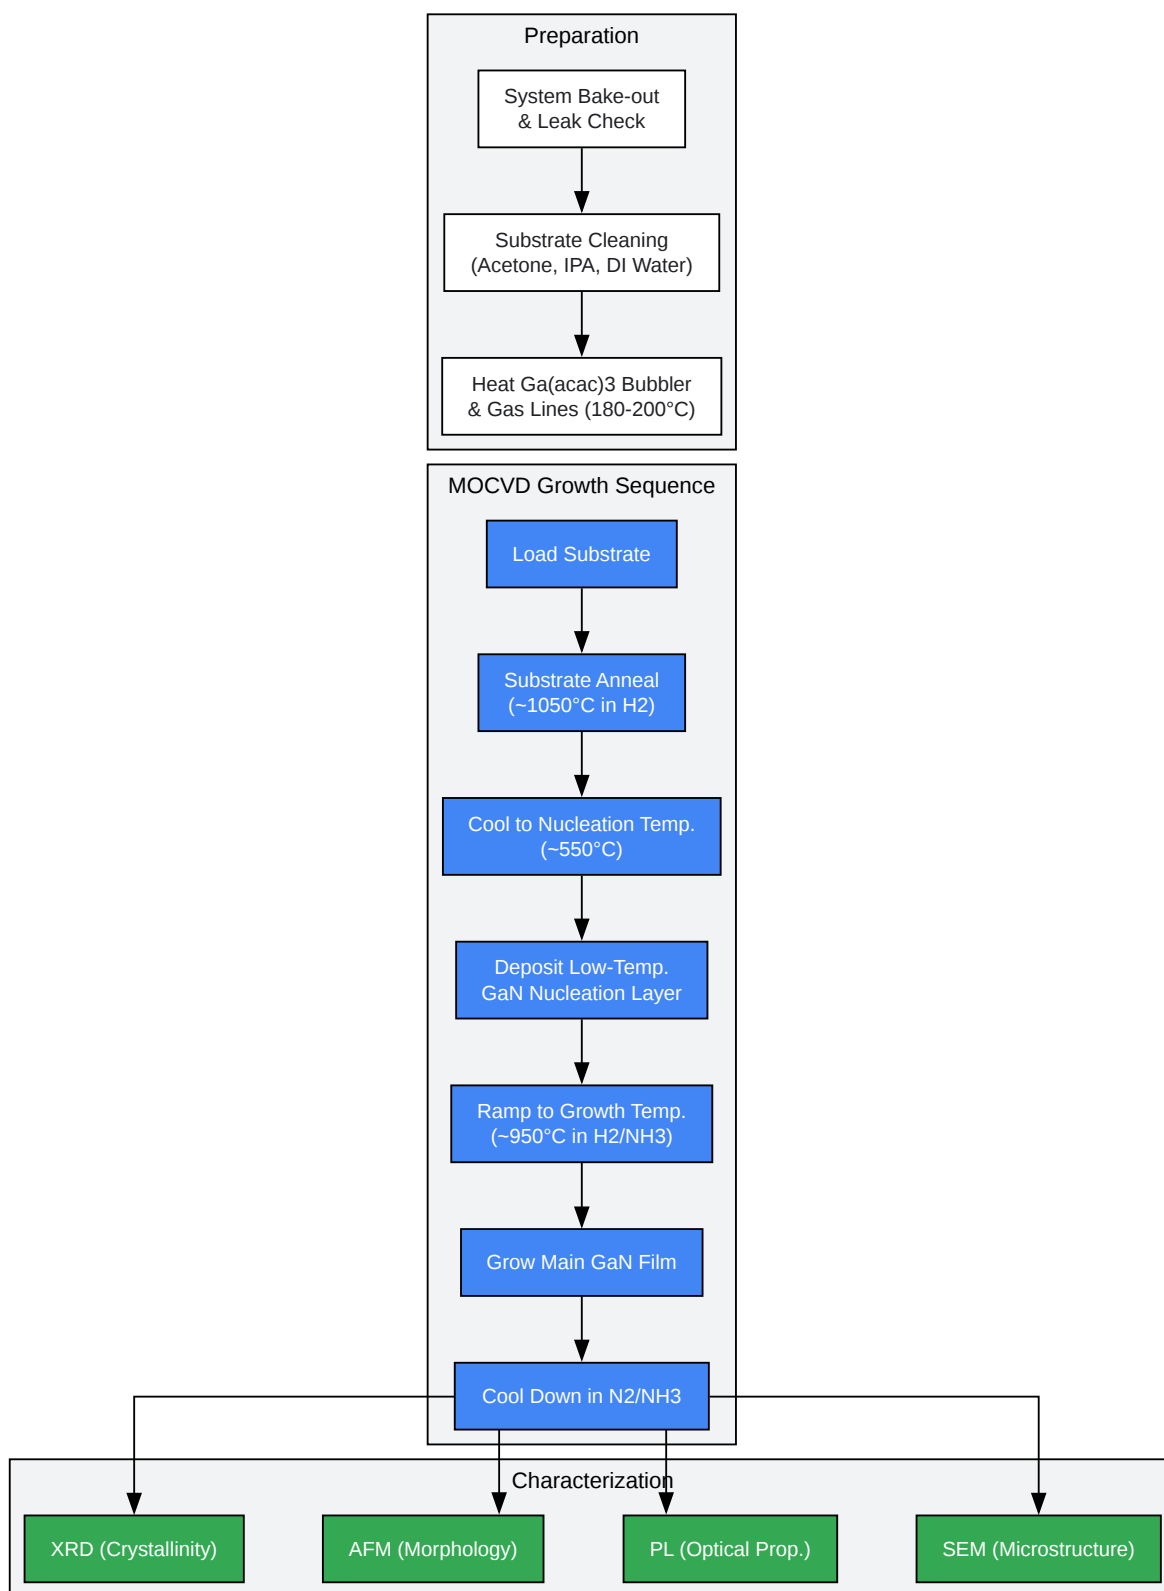 Preparation
System Bake-out
& Leak Check
Substrate Cleaning
(Acetone, IPA, DI Water)
Heat Ga(acac)3 Bubbler
& Gas Lines (180-200°C)
MOCVD Growth Sequence
Load Substrate
Substrate Anneal
(~1050°C in H2)
Cool to Nucleation Temp.
(~550°C)
Deposit Low-Temp.
GaN Nucleation Layer
Ramp to Growth Temp.
(~950°C in H2/NH3)
Grow Main GaN Film
Cool Down in N2/NH3
Characterization
XRD (Crystallinity)
AFM (Morphology)
PL (Optical Prop.)
SEM (Microstructure)